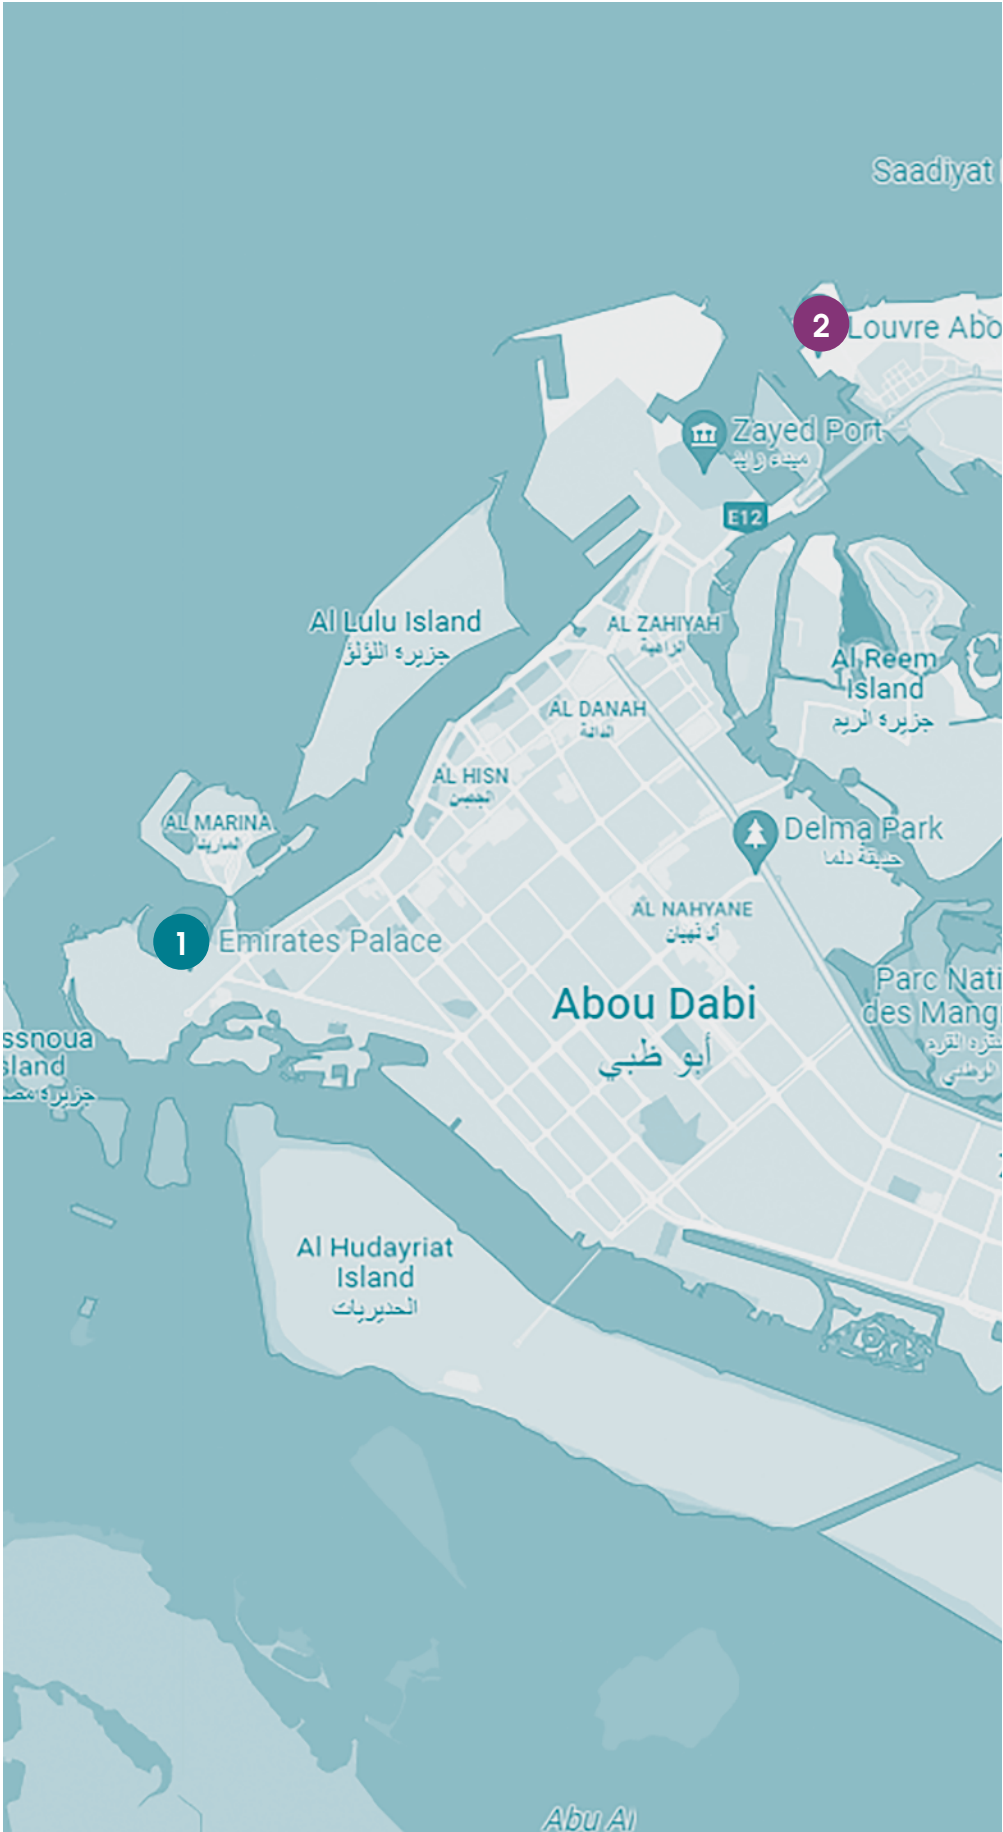 Saadiyat
2
Louvre Abo
Zayed Port
ميناء زايد
E12
Al Lulu Island
جزيرة اللؤلؤ
AL ZAHIYAH
الزاهية
Al Reem
Island
جزيرة الريم
AL DANAH
الدانة
AL HISN
الحصن
AL MARINA
المارينا
Delma Park
حديقة دلما
AL NAHYANE
آل نهيان
1
Emirates Palace
Abou Dabi
أبو ظبي
Parc Nati
des Mang
ssnoua
sland
جزيرة
Al Hudayriat
Island
الحديريات
Abu Al